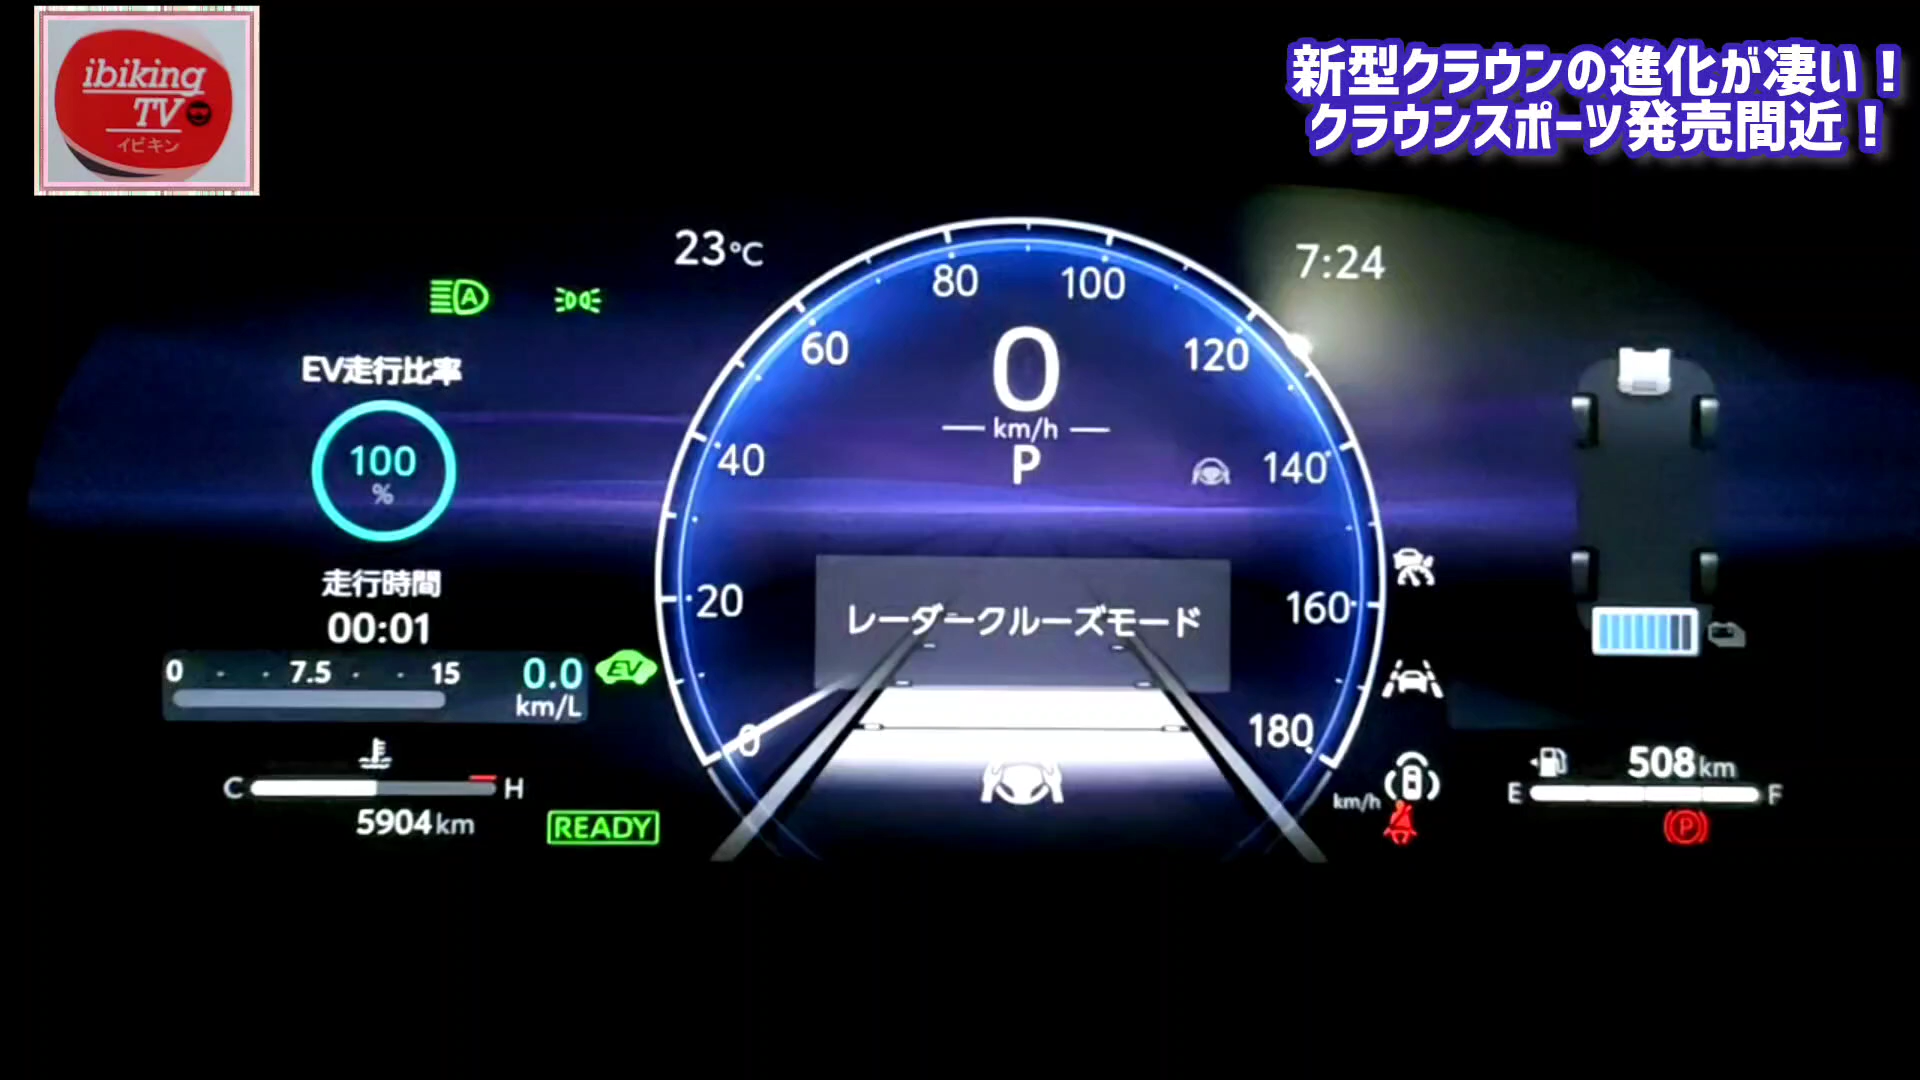 ibiking
TV
イビキン
新型クラウンの進化が凄い！
クラウンスポーツ発売間近！
23℃
7:24
A
EV走行比率
100
%
走行時間
00:01
0 7.5 15 0.0
km/L
EV
C H
5904km
READY
0
20
40
60
80
100
120
140
160
180
km/h
0
km/h
P
レーダークルーズモード
508km
E F
P